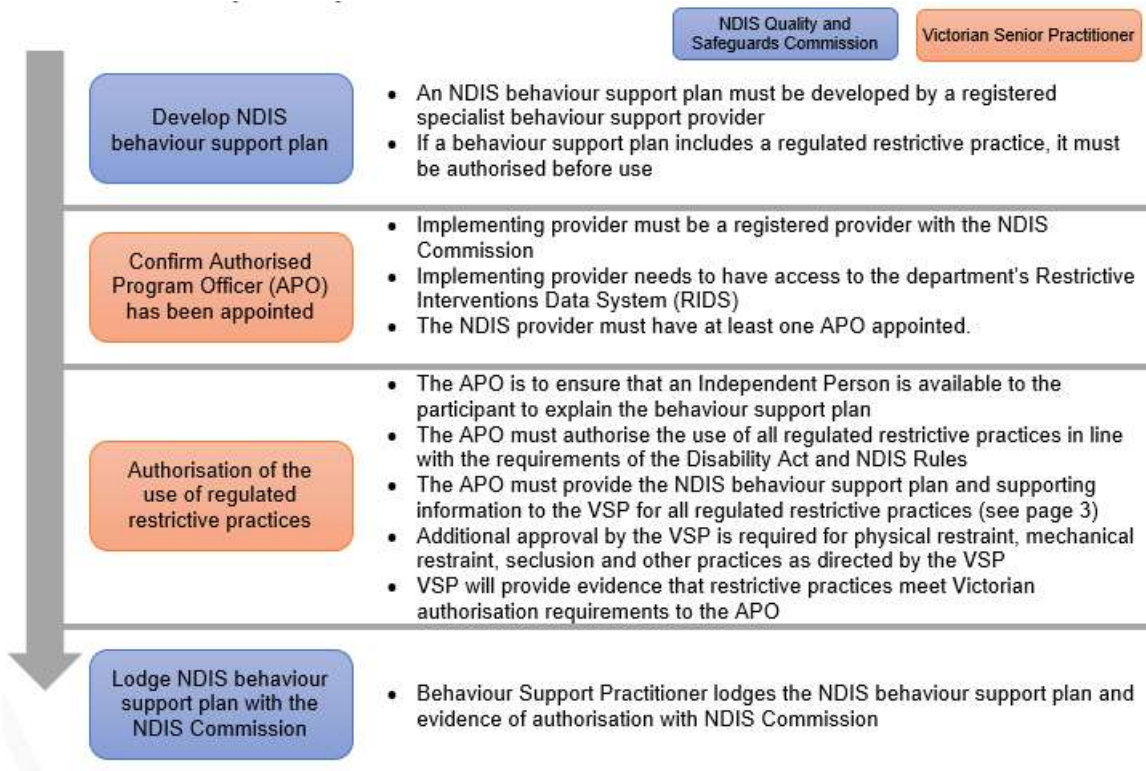 NDIS Quality and
Safeguards Commission
Victorian Senior Practitioner
Develop NDIS
behaviour support plan
• An NDIS behaviour support plan must be developed by a registered
specialist behaviour support provider
• If a behaviour support plan includes a regulated restrictive practice, it must
be authorised before use
Confirm Authorised
Program Officer (APO)
has been appointed
• Implementing provider must be a registered provider with the NDIS
Commission
• Implementing provider needs to have access to the department's Restrictive
Interventions Data System (RIDS)
• The NDIS provider must have at least one APO appointed.
Authorisation of the
use of regulated
restrictive practices
• The APO is to ensure that an Independent Person is available to the
participant to explain the behaviour support plan
• The APO must authorise the use of all regulated restrictive practices in line
with the requirements of the Disability Act and NDIS Rules
• The APO must provide the NDIS behaviour support plan and supporting
information to the VSP for all regulated restrictive practices (see page 3)
• Additional approval by the VSP is required for physical restraint, mechanical
restraint, seclusion and other practices as directed by the VSP
• VSP will provide evidence that restrictive practices meet Victorian
authorisation requirements to the APO
Lodge NDIS behaviour
support plan with the
NDIS Commission
• Behaviour Support Practitioner lodges the NDIS behaviour support plan and
evidence of authorisation with NDIS Commission